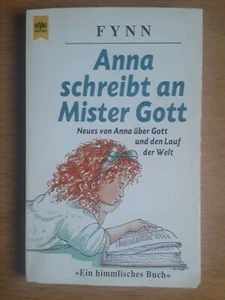 FYNN
Anna
schreibt an
Mister Gott
Neues von Anna über Gott
und den Lauf
der Welt
»Ein himmlisches Buch«